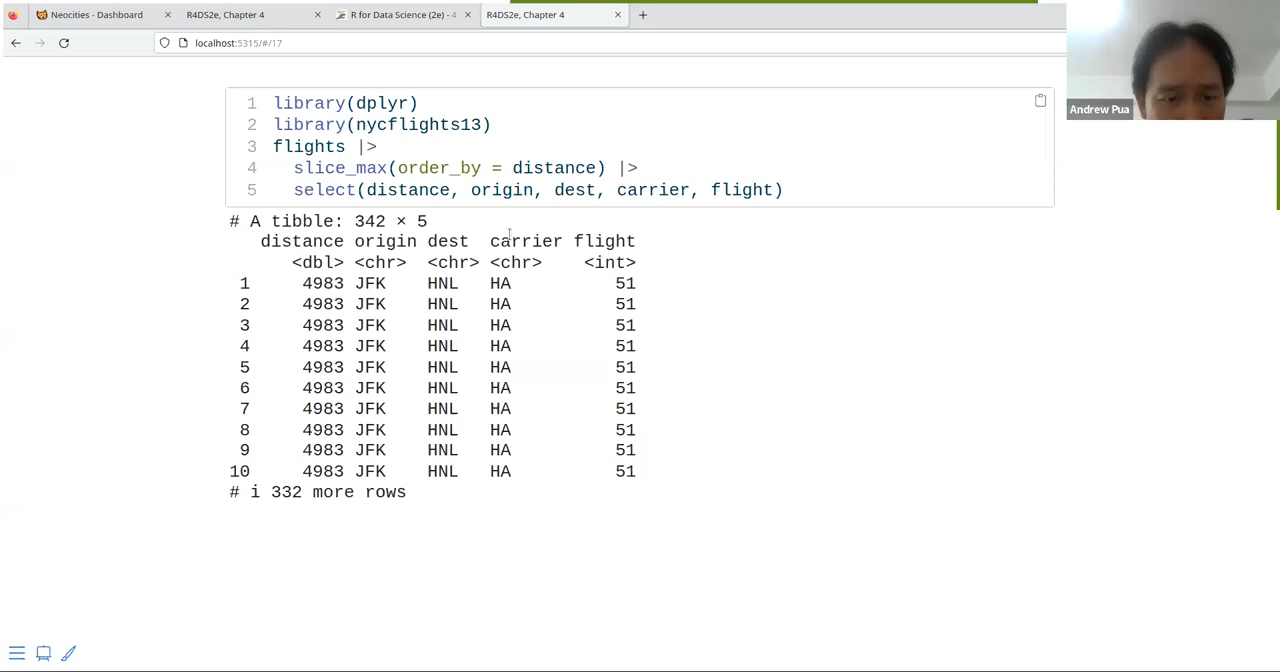 Neocities - Dashboard
R4DS2e, Chapter 4
R for Data Science (2e) - 4
R4DS2e, Chapter 4
localhost:5315/#/17
Andrew Pua
1 library(dplyr)
2 library(nycflights13)
3 flights |>
4 slice_max(order_by = distance) |>
5 select(distance, origin, dest, carrier, flight)
# A tibble: 342 × 5
distance origin dest carrier flight
<dbl> <chr> <chr> <chr> <int>
1 4983 JFK HNL HA 51
2 4983 JFK HNL HA 51
3 4983 JFK HNL HA 51
4 4983 JFK HNL HA 51
5 4983 JFK HNL HA 51
6 4983 JFK HNL HA 51
7 4983 JFK HNL HA 51
8 4983 JFK HNL HA 51
9 4983 JFK HNL HA 51
10 4983 JFK HNL HA 51
# i 332 more rows